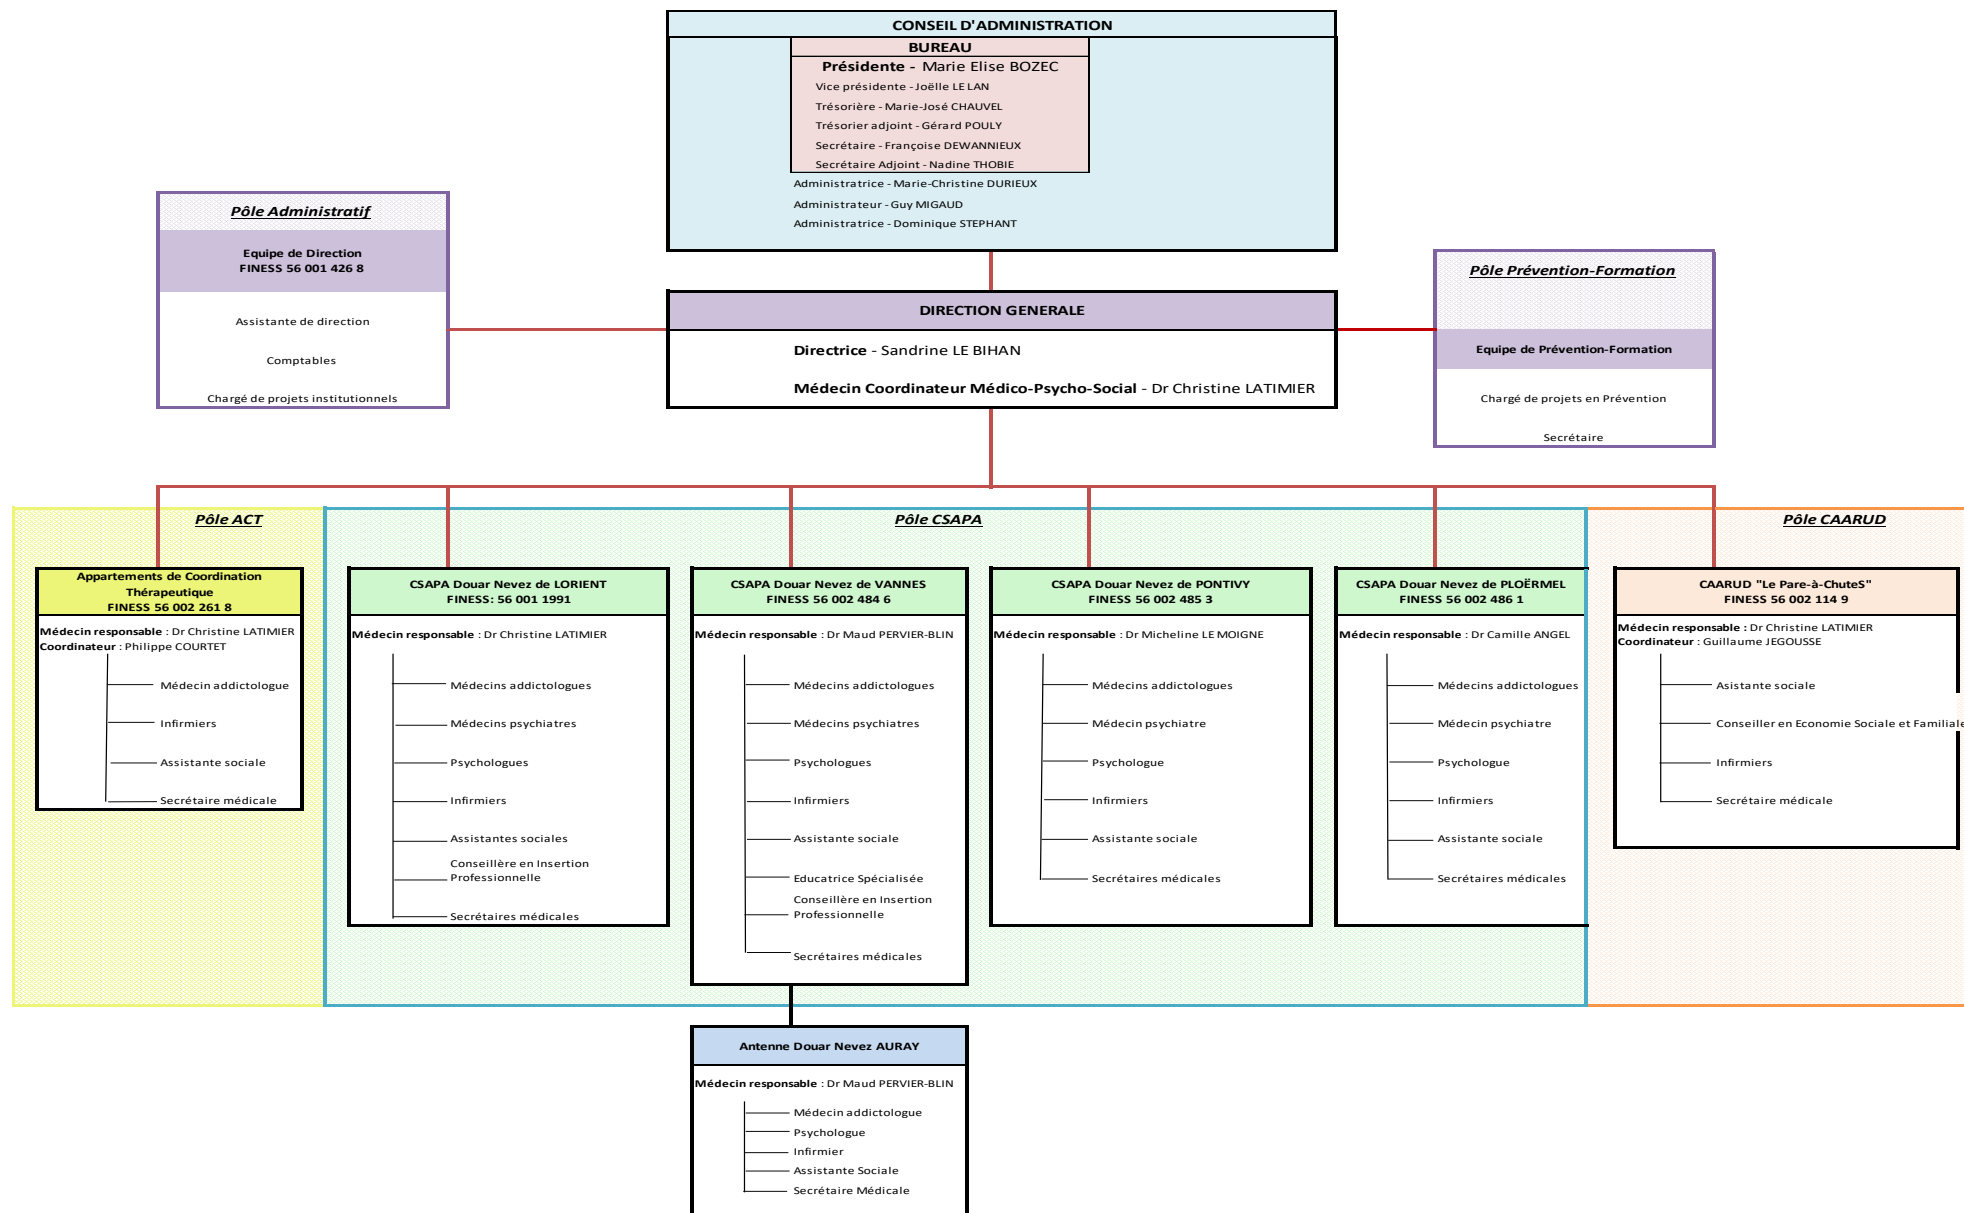 CONSEIL D'ADMINISTRATION
BUREAU
Présidente - Marie Elise BOZEC
Vice présidente - Joëlle LE LAN
Trésorière - Marie-José CHAUVEL
Trésorier adjoint - Gérard POULY
Secrétaire - Françoise DEWANNIEUX
Secrétaire Adjoint - Nadine THOBIE
Administratrice - Marie-Christine DURIEUX
Administrateur - Guy MIGAUD
Administratrice - Dominique STEPHANT
Pôle Administratif
Equipe de Direction
FINESS 56 001 426 8
Assistante de direction
Comptables
Chargé de projets institutionnels
DIRECTION GENERALE
Directrice - Sandrine LE BIHAN
Médecin Coordinateur Médico-Psycho-Social - Dr Christine LATIMIER
Pôle Prévention-Formation
Equipe de Prévention-Formation
Chargé de projets en Prévention
Secrétaire
Pôle ACT
Appartements de Coordination
Thérapeutique
FINESS 56 002 261 8
Médecin responsable : Dr Christine LATIMIER
Coordinateur : Philippe COURTET
Médecin addictologue
Infirmiers
Assistante sociale
Secrétaire médicale
Pôle CSAPA
CSAPA Douar Nevez de LORIENT
FINESS: 56 001 1991
Médecin responsable : Dr Christine LATIMIER
Médecins addictologues
Médecins psychiatres
Psychologues
Infirmiers
Assistantes sociales
Conseillère en Insertion
Professionnelle
Secrétaires médicales
CSAPA Douar Nevez de VANNES
FINESS 56 002 484 6
Médecin responsable : Dr Maud PERVIER-BLIN
Médecins addictologues
Médecins psychiatres
Psychologues
Infirmiers
Assistante sociale
Educatrice Spécialisée
Conseillère en Insertion
Professionnelle
Secrétaires médicales
CSAPA Douar Nevez de PONTIVY
FINESS 56 002 485 3
Médecin responsable : Dr Micheline LE MOIGNE
Médecins addictologues
Médecin psychiatre
Psychologue
Infirmiers
Assistante sociale
Secrétaires médicales
CSAPA Douar Nevez de PLOËRMEL
FINESS 56 002 486 1
Médecin responsable : Dr Camille ANGEL
Médecins addictologues
Médecin psychiatre
Psychologue
Infirmiers
Assistante sociale
Secrétaires médicales
Pôle CAARUD
CAARUD "Le Pare-à-ChuteS"
FINESS 56 002 114 9
Médecin responsable : Dr Christine LATIMIER
Coordinateur : Guillaume JEGOUSSE
Asistante sociale
Conseiller en Economie Sociale et Familiale
Infirmiers
Secrétaire médicale
Antenne Douar Nevez AURAY
Médecin responsable : Dr Maud PERVIER-BLIN
Médecin addictologue
Psychologue
Infirmier
Assistante Sociale
Secrétaire Médicale